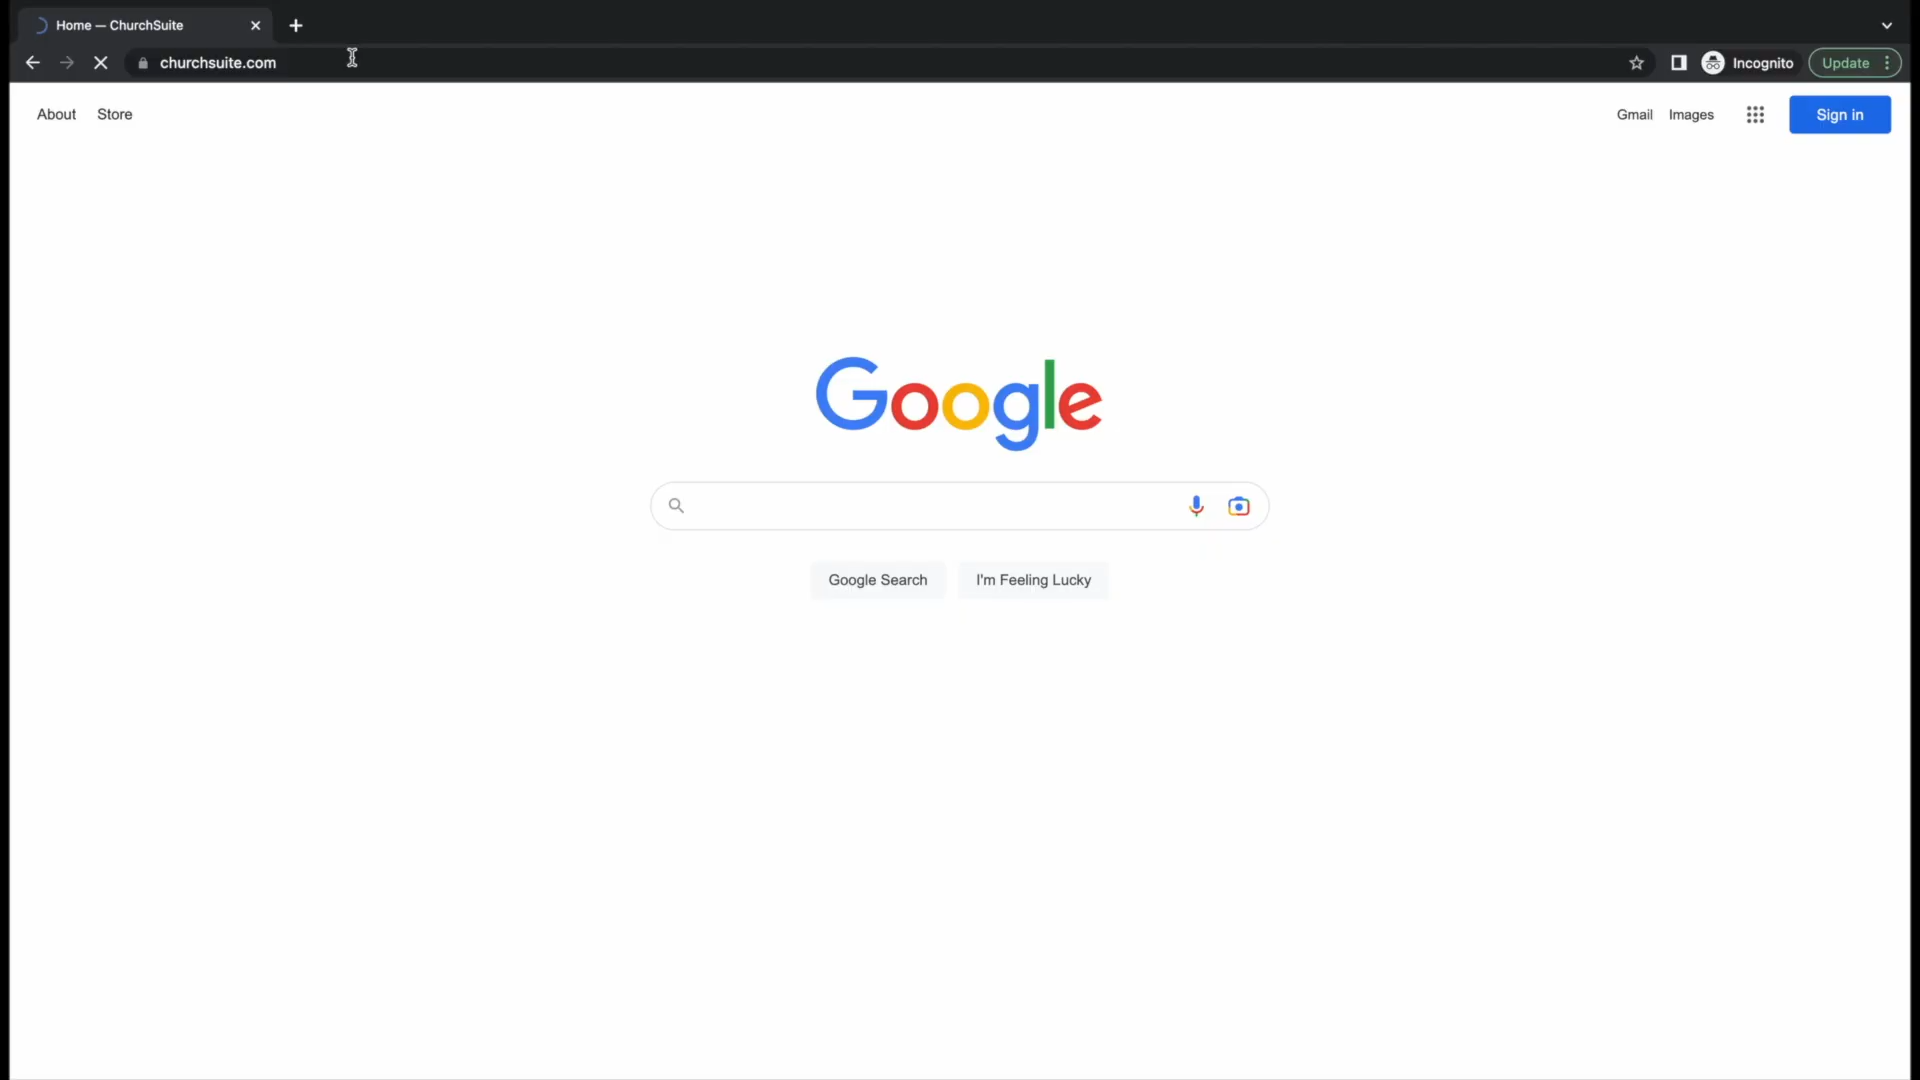 Home — ChurchSuite
churchsuite.com
Incognito
Update
About Store
Gmail Images
Sign in
Google
Google Search I'm Feeling Lucky